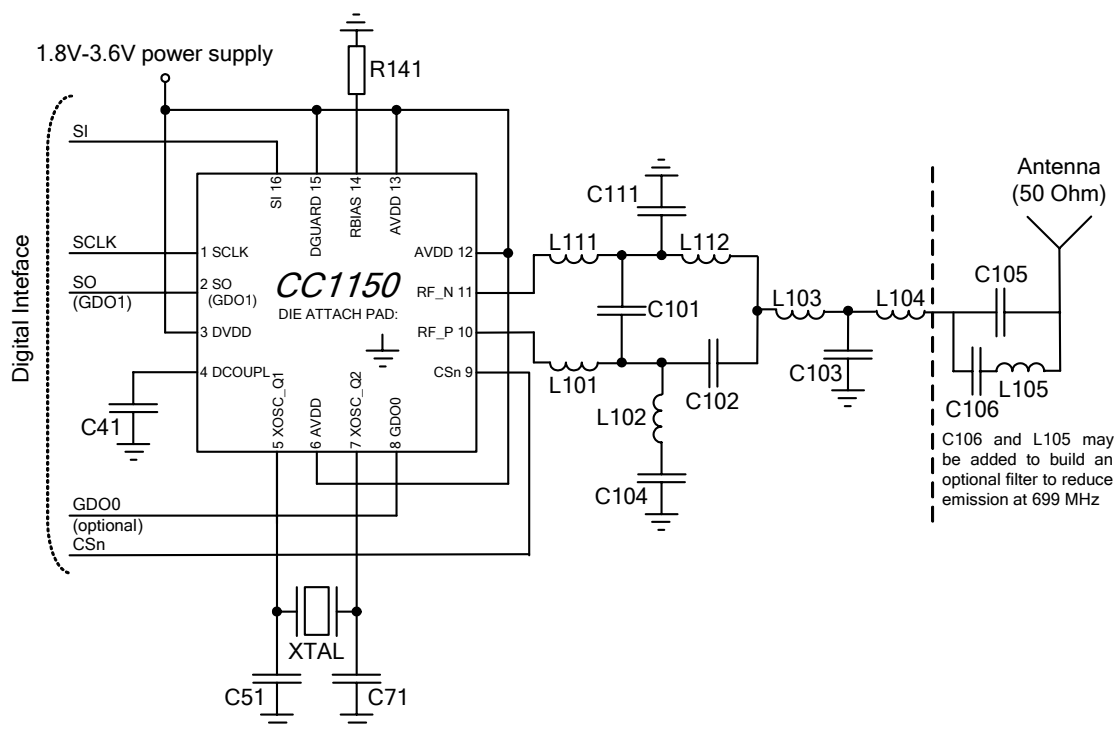 1.8V-3.6V power supply
R141
Digital Inteface
SI
SCLK
SO
(GDO1)
GDO0
(optional)
CSn
SI 16
DGUARD 15
RBIAS 14
AVDD 13
1 SCLK
2 SO
(GDO1)
3 DVDD
4 DCOUPL
5 XOSC_Q1
6 AVDD
7 XOSC_Q2
8 GDO0
CC1150
DIE ATTACH PAD:
AVDD 12
RF_N 11
RF_P 10
CSn 9
C41
XTAL
C51
C71
C111
L111
L112
C101
L101
C102
L102
C104
L103
L104
C103
Antenna
(50 Ohm)
C105
C106
L105
C106 and L105 may
be added to build an
optional filter to reduce
emission at 699 MHz